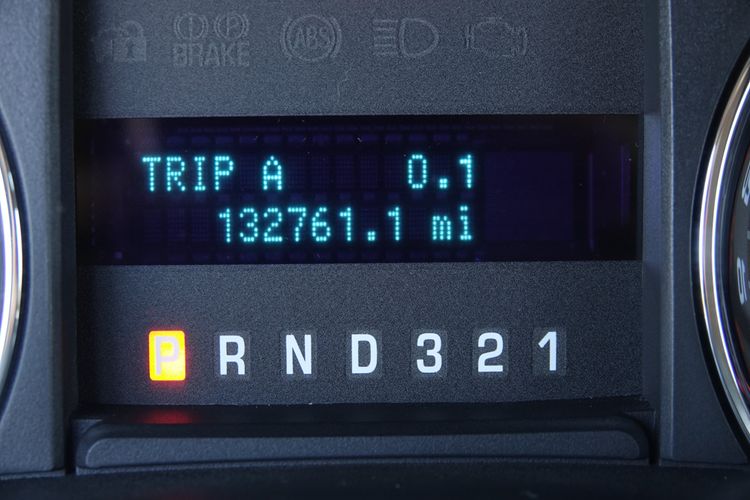 BRAKE ABS
TRIP A 0.1
132761.1 mi
P R N D 3 2 1